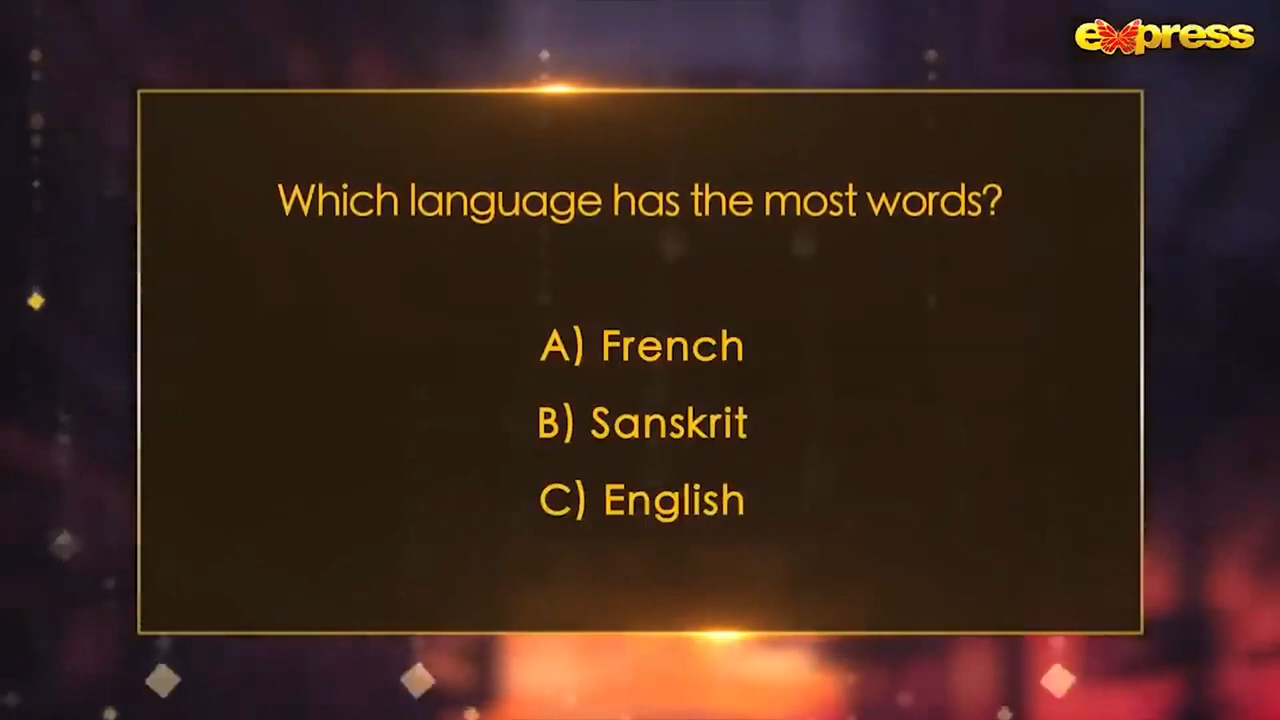 express
Which language has the most words?
A) French
B) Sanskrit
C) English